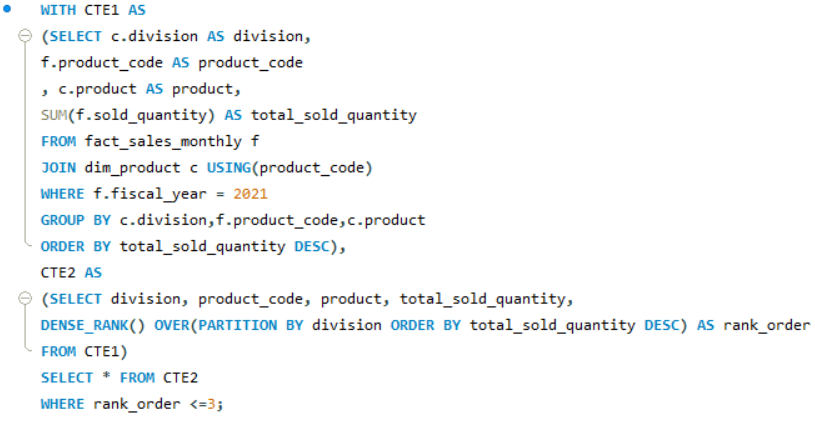 WITH CTE1 AS
(SELECT c.division AS division,
f.product_code AS product_code
, c.product AS product,
SUM(f.sold_quantity) AS total_sold_quantity
FROM fact_sales_monthly f
JOIN dim_product c USING(product_code)
WHERE f.fiscal_year = 2021
GROUP BY c.division,f.product_code,c.product
ORDER BY total_sold_quantity DESC),
CTE2 AS
(SELECT division, product_code, product, total_sold_quantity,
DENSE_RANK() OVER(PARTITION BY division ORDER BY total_sold_quantity DESC) AS rank_order
FROM CTE1)
SELECT * FROM CTE2
WHERE rank_order <=3;